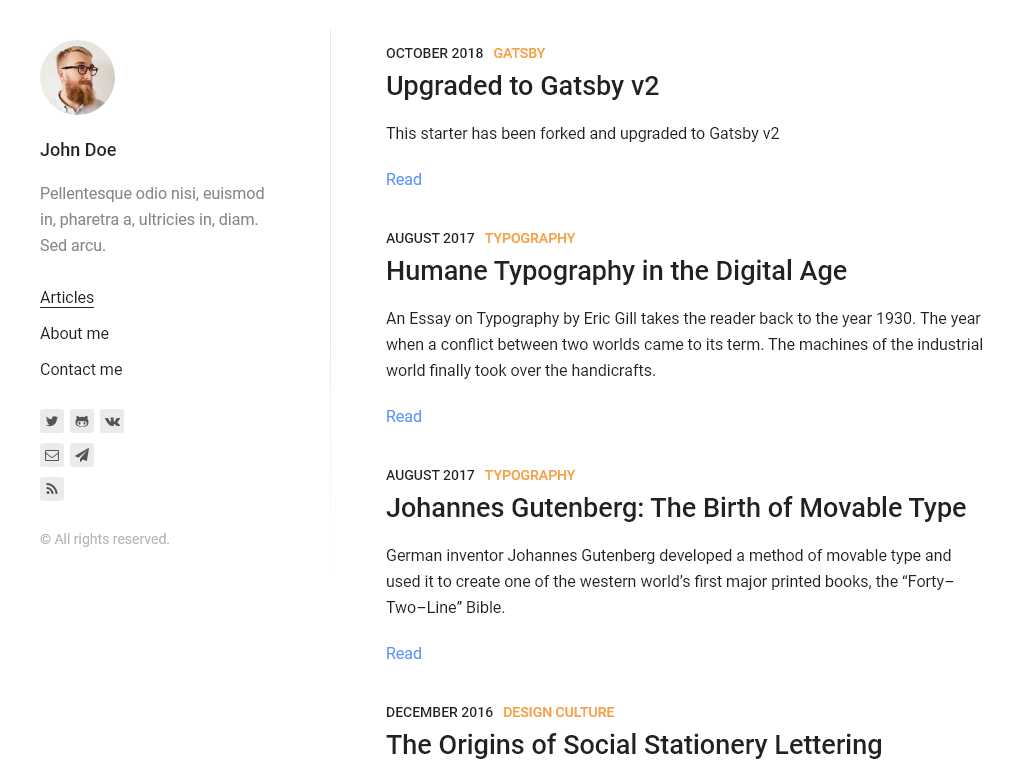 John Doe
Pellentesque odio nisi, euismod
in, pharetra a, ultricies in, diam.
Sed arcu.
Articles
About me
Contact me
© All rights reserved.
OCTOBER 2018 GATSBY
Upgraded to Gatsby v2
This starter has been forked and upgraded to Gatsby v2
Read
AUGUST 2017 TYPOGRAPHY
Humane Typography in the Digital Age
An Essay on Typography by Eric Gill takes the reader back to the year 1930. The year
when a conflict between two worlds came to its term. The machines of the industrial
world finally took over the handicrafts.
Read
AUGUST 2017 TYPOGRAPHY
Johannes Gutenberg: The Birth of Movable Type
German inventor Johannes Gutenberg developed a method of movable type and
used it to create one of the western world’s first major printed books, the “Forty–
Two–Line” Bible.
Read
DECEMBER 2016 DESIGN CULTURE
The Origins of Social Stationery Lettering